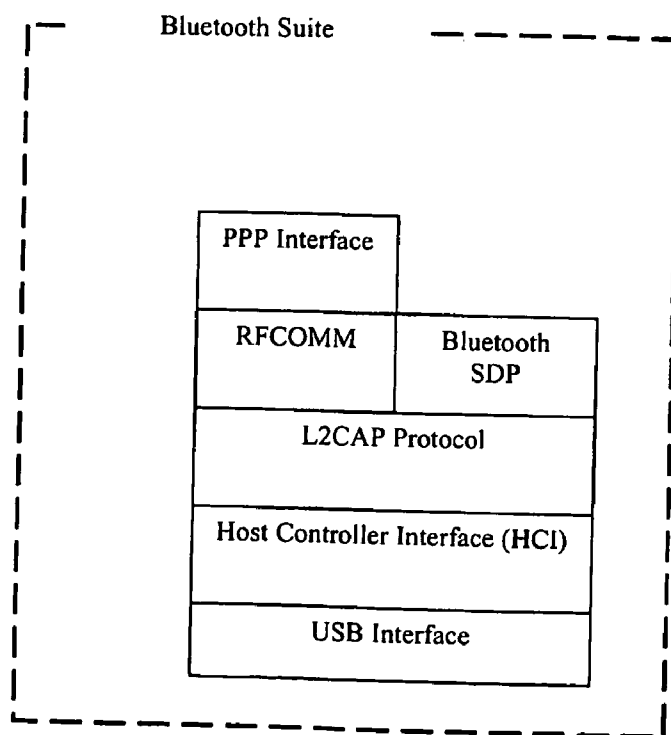 Bluetooth Suite
PPP Interface
RFCOMM
Bluetooth
SDP
L2CAP Protocol
Host Controller Interface (HCI)
USB Interface